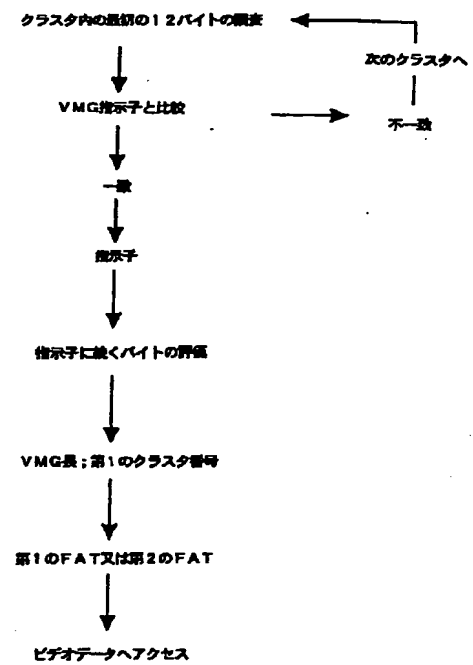 クラスタ内の最初の12バイトの調査
次のクラスタへ
VMG指示子と比較
不一致
一致
指示子
指示子に続くバイトの評価
VMG長;第1のクラスタ番号
第1のFAT又は第2のFAT
ビデオデータへアクセス